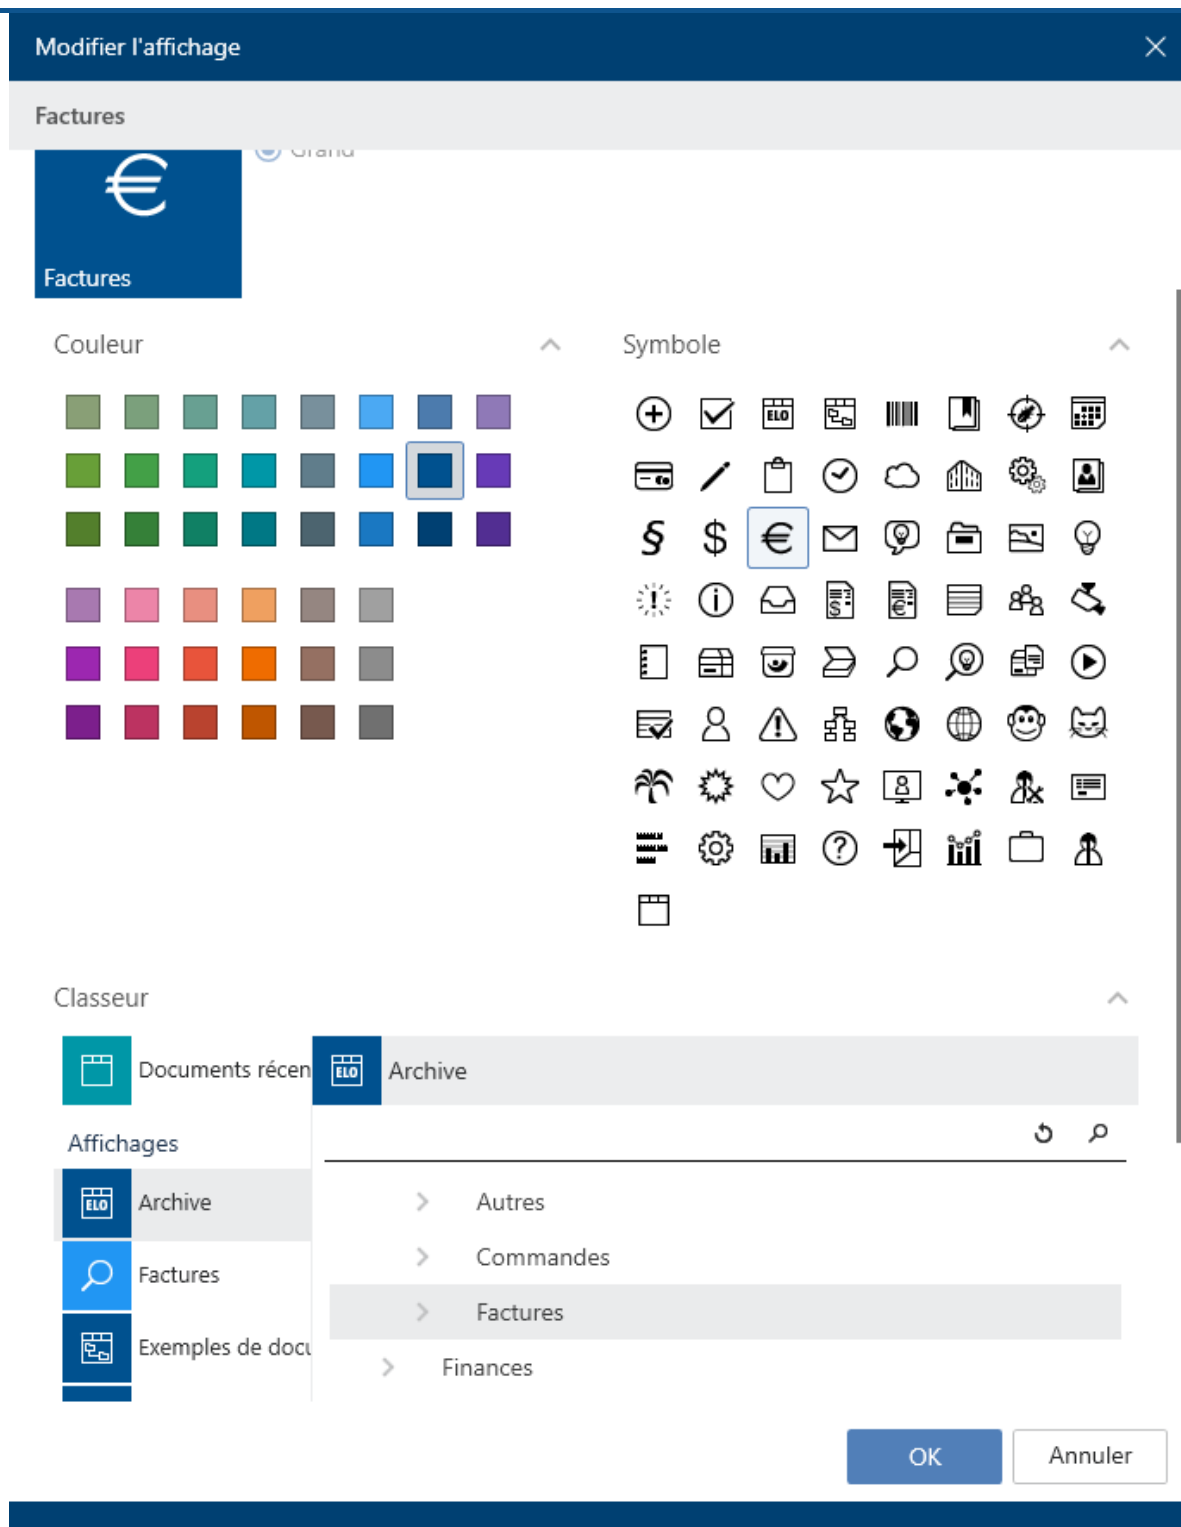 Modifier l'affichage
Factures
Grand
Factures
Couleur
Symbole
ELO
Classeur
Documents récen
ELO
Archive
Affichages
ELO
Archive
Autres
Commandes
Factures
Factures
Exemples de docu
Finances
OK
Annuler